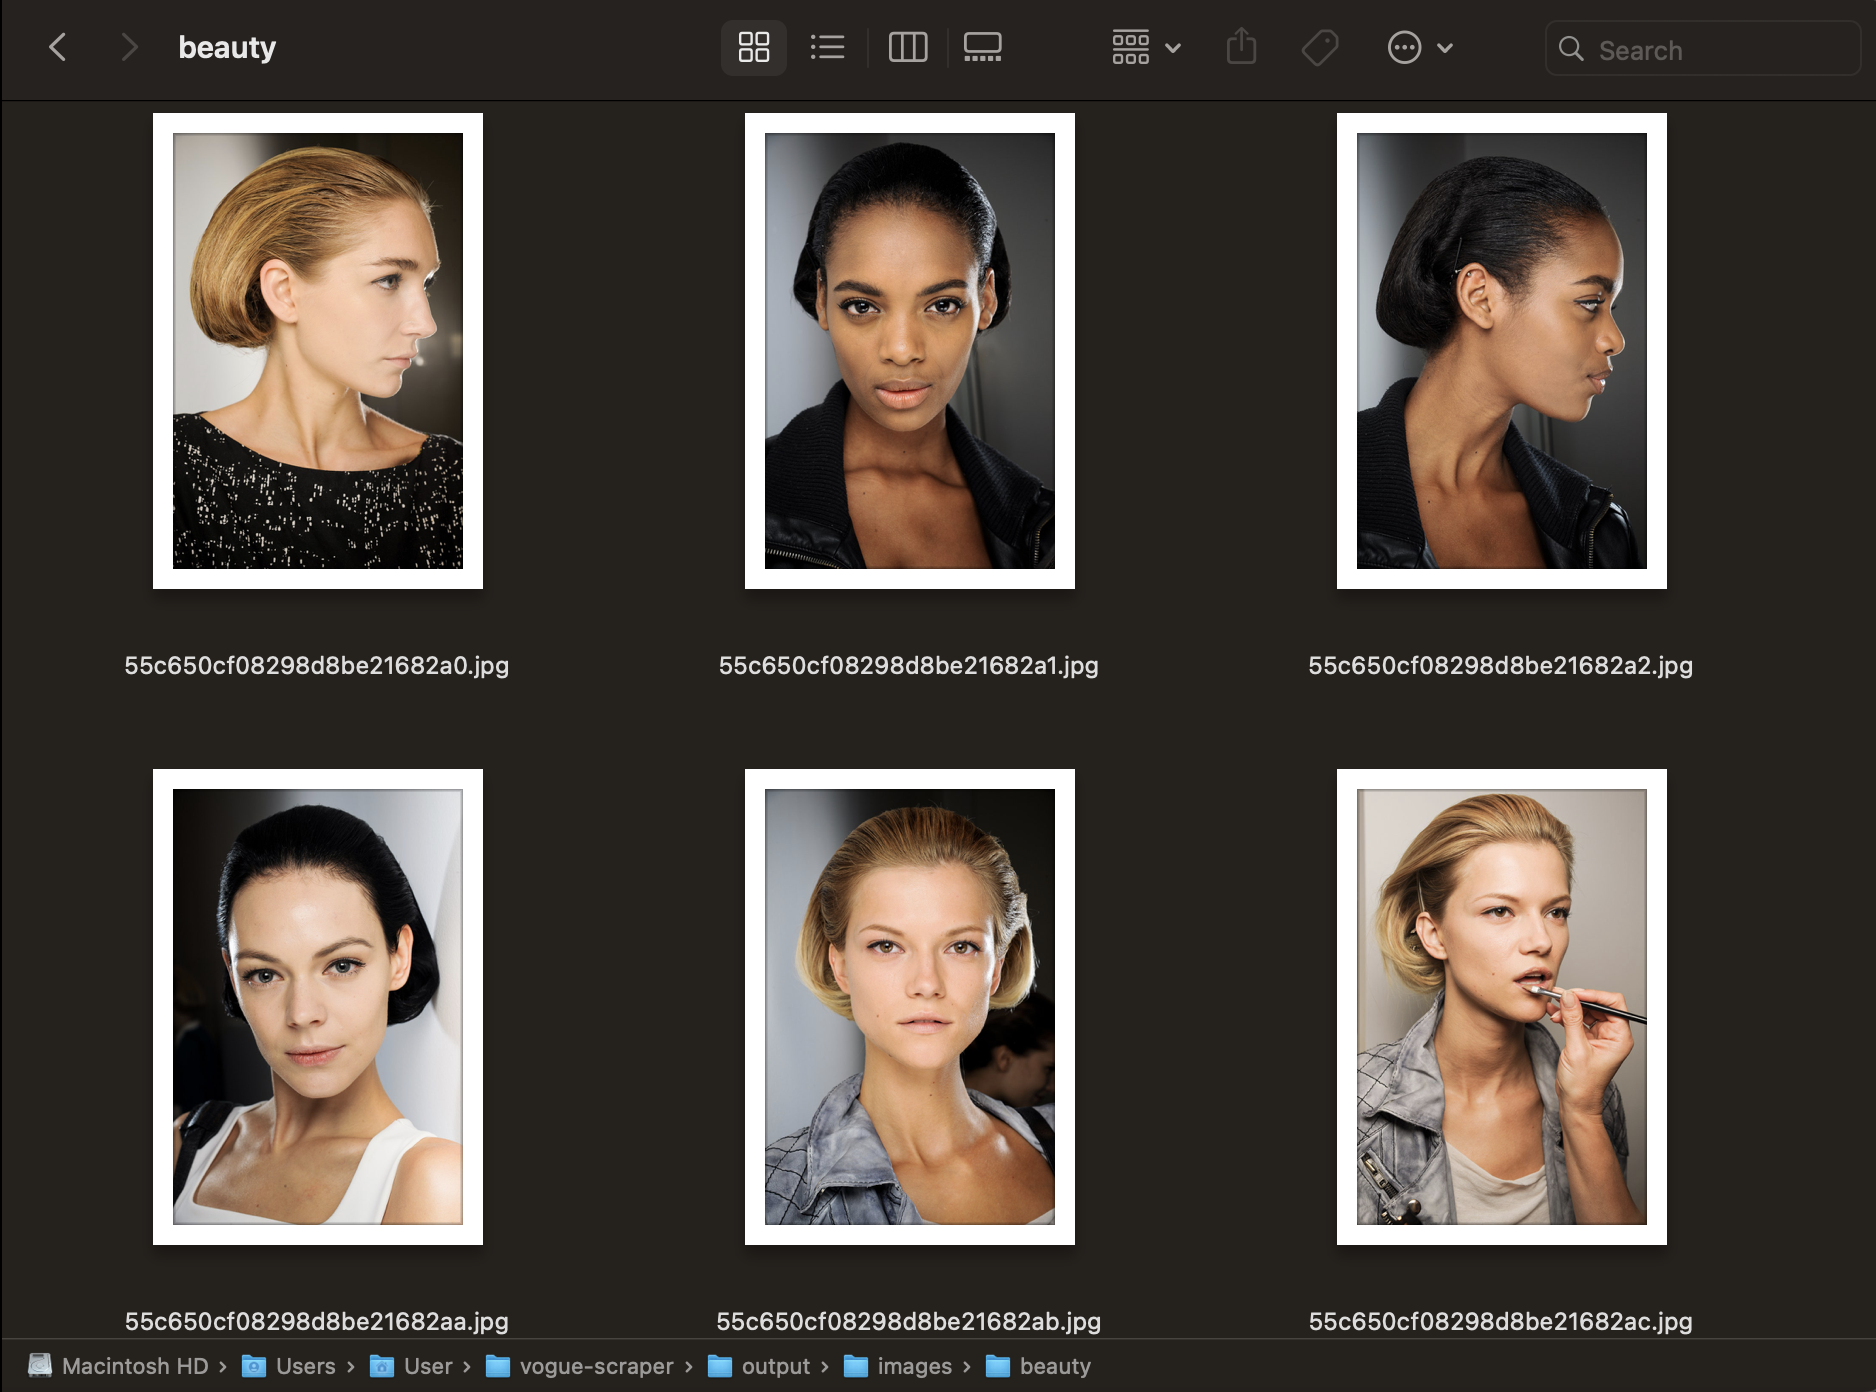 beauty
Search
55c650cf08298d8be21682a0.jpg
55c650cf08298d8be21682a1.jpg
55c650cf08298d8be21682a2.jpg
55c650cf08298d8be21682aa.jpg
55c650cf08298d8be21682ab.jpg
55c650cf08298d8be21682ac.jpg
Macintosh HD › Users › User › vogue-scraper › output › images › beauty